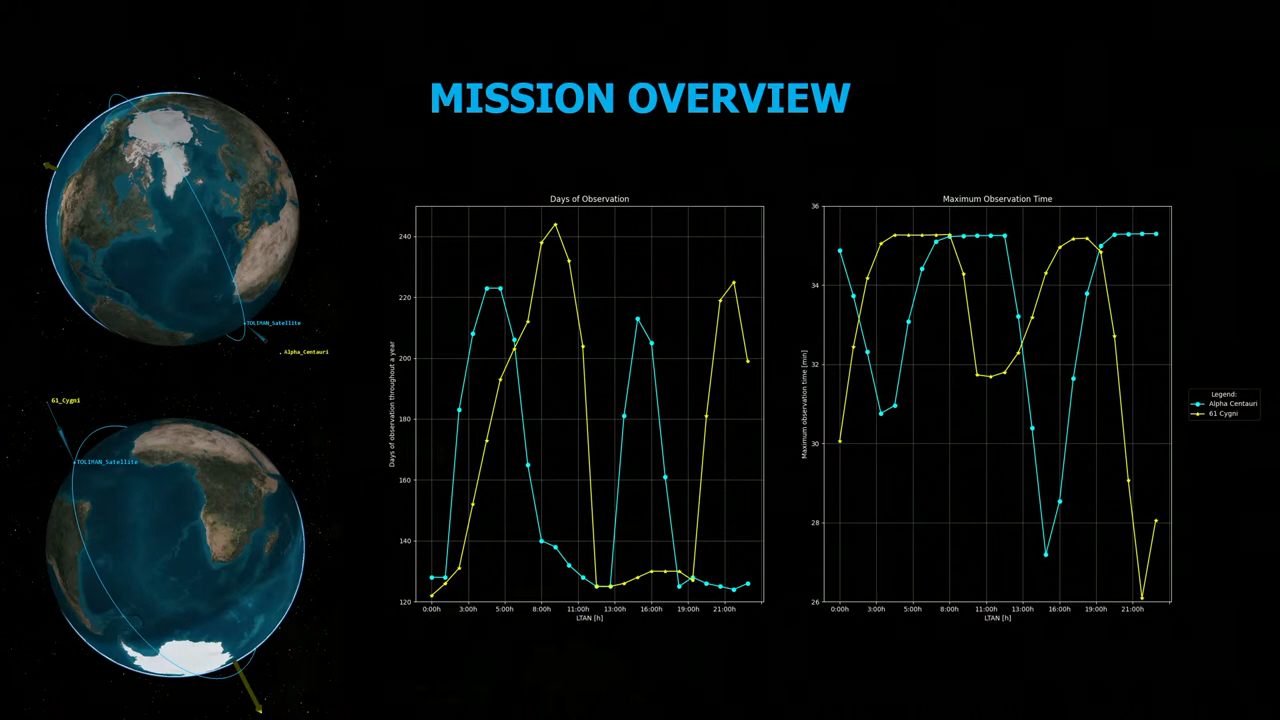 MISSION OVERVIEW
TOLIMAN_Satellite
Alpha_Centauri
61_Cygni
TOLIMAN_Satellite
Days of Observation
Days of observation throughout a year
240
220
200
180
160
140
120
0:00h 3:00h 5:00h 8:00h 11:00h 13:00h 16:00h 19:00h 21:00h
LTAN [h]
Maximum Observation Time
Maximum observation time [min]
36
34
32
30
28
26
0:00h 3:00h 5:00h 8:00h 11:00h 13:00h 16:00h 19:00h 21:00h
LTAN [h]
Legend:
Alpha Centauri
61 Cygni